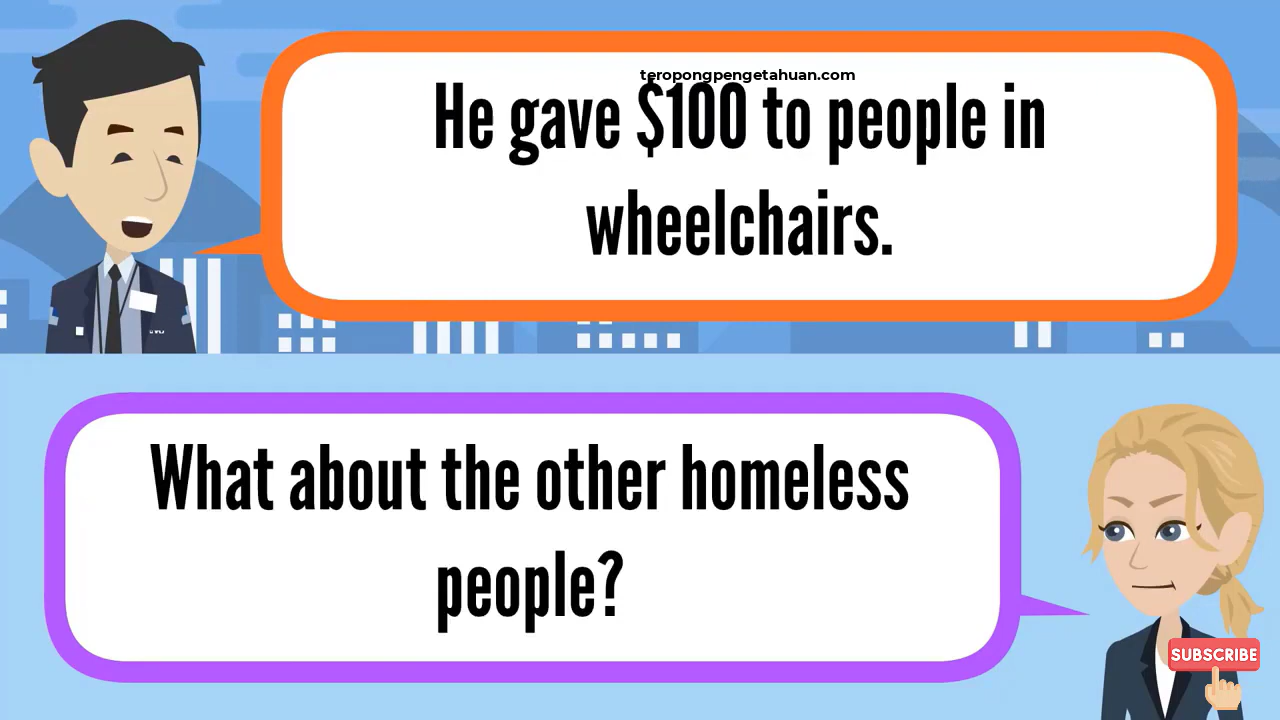 teropongpengetahuan.com
He gave $100 to people in
wheelchairs.
What about the other homeless
people?
SUBSCRIBE